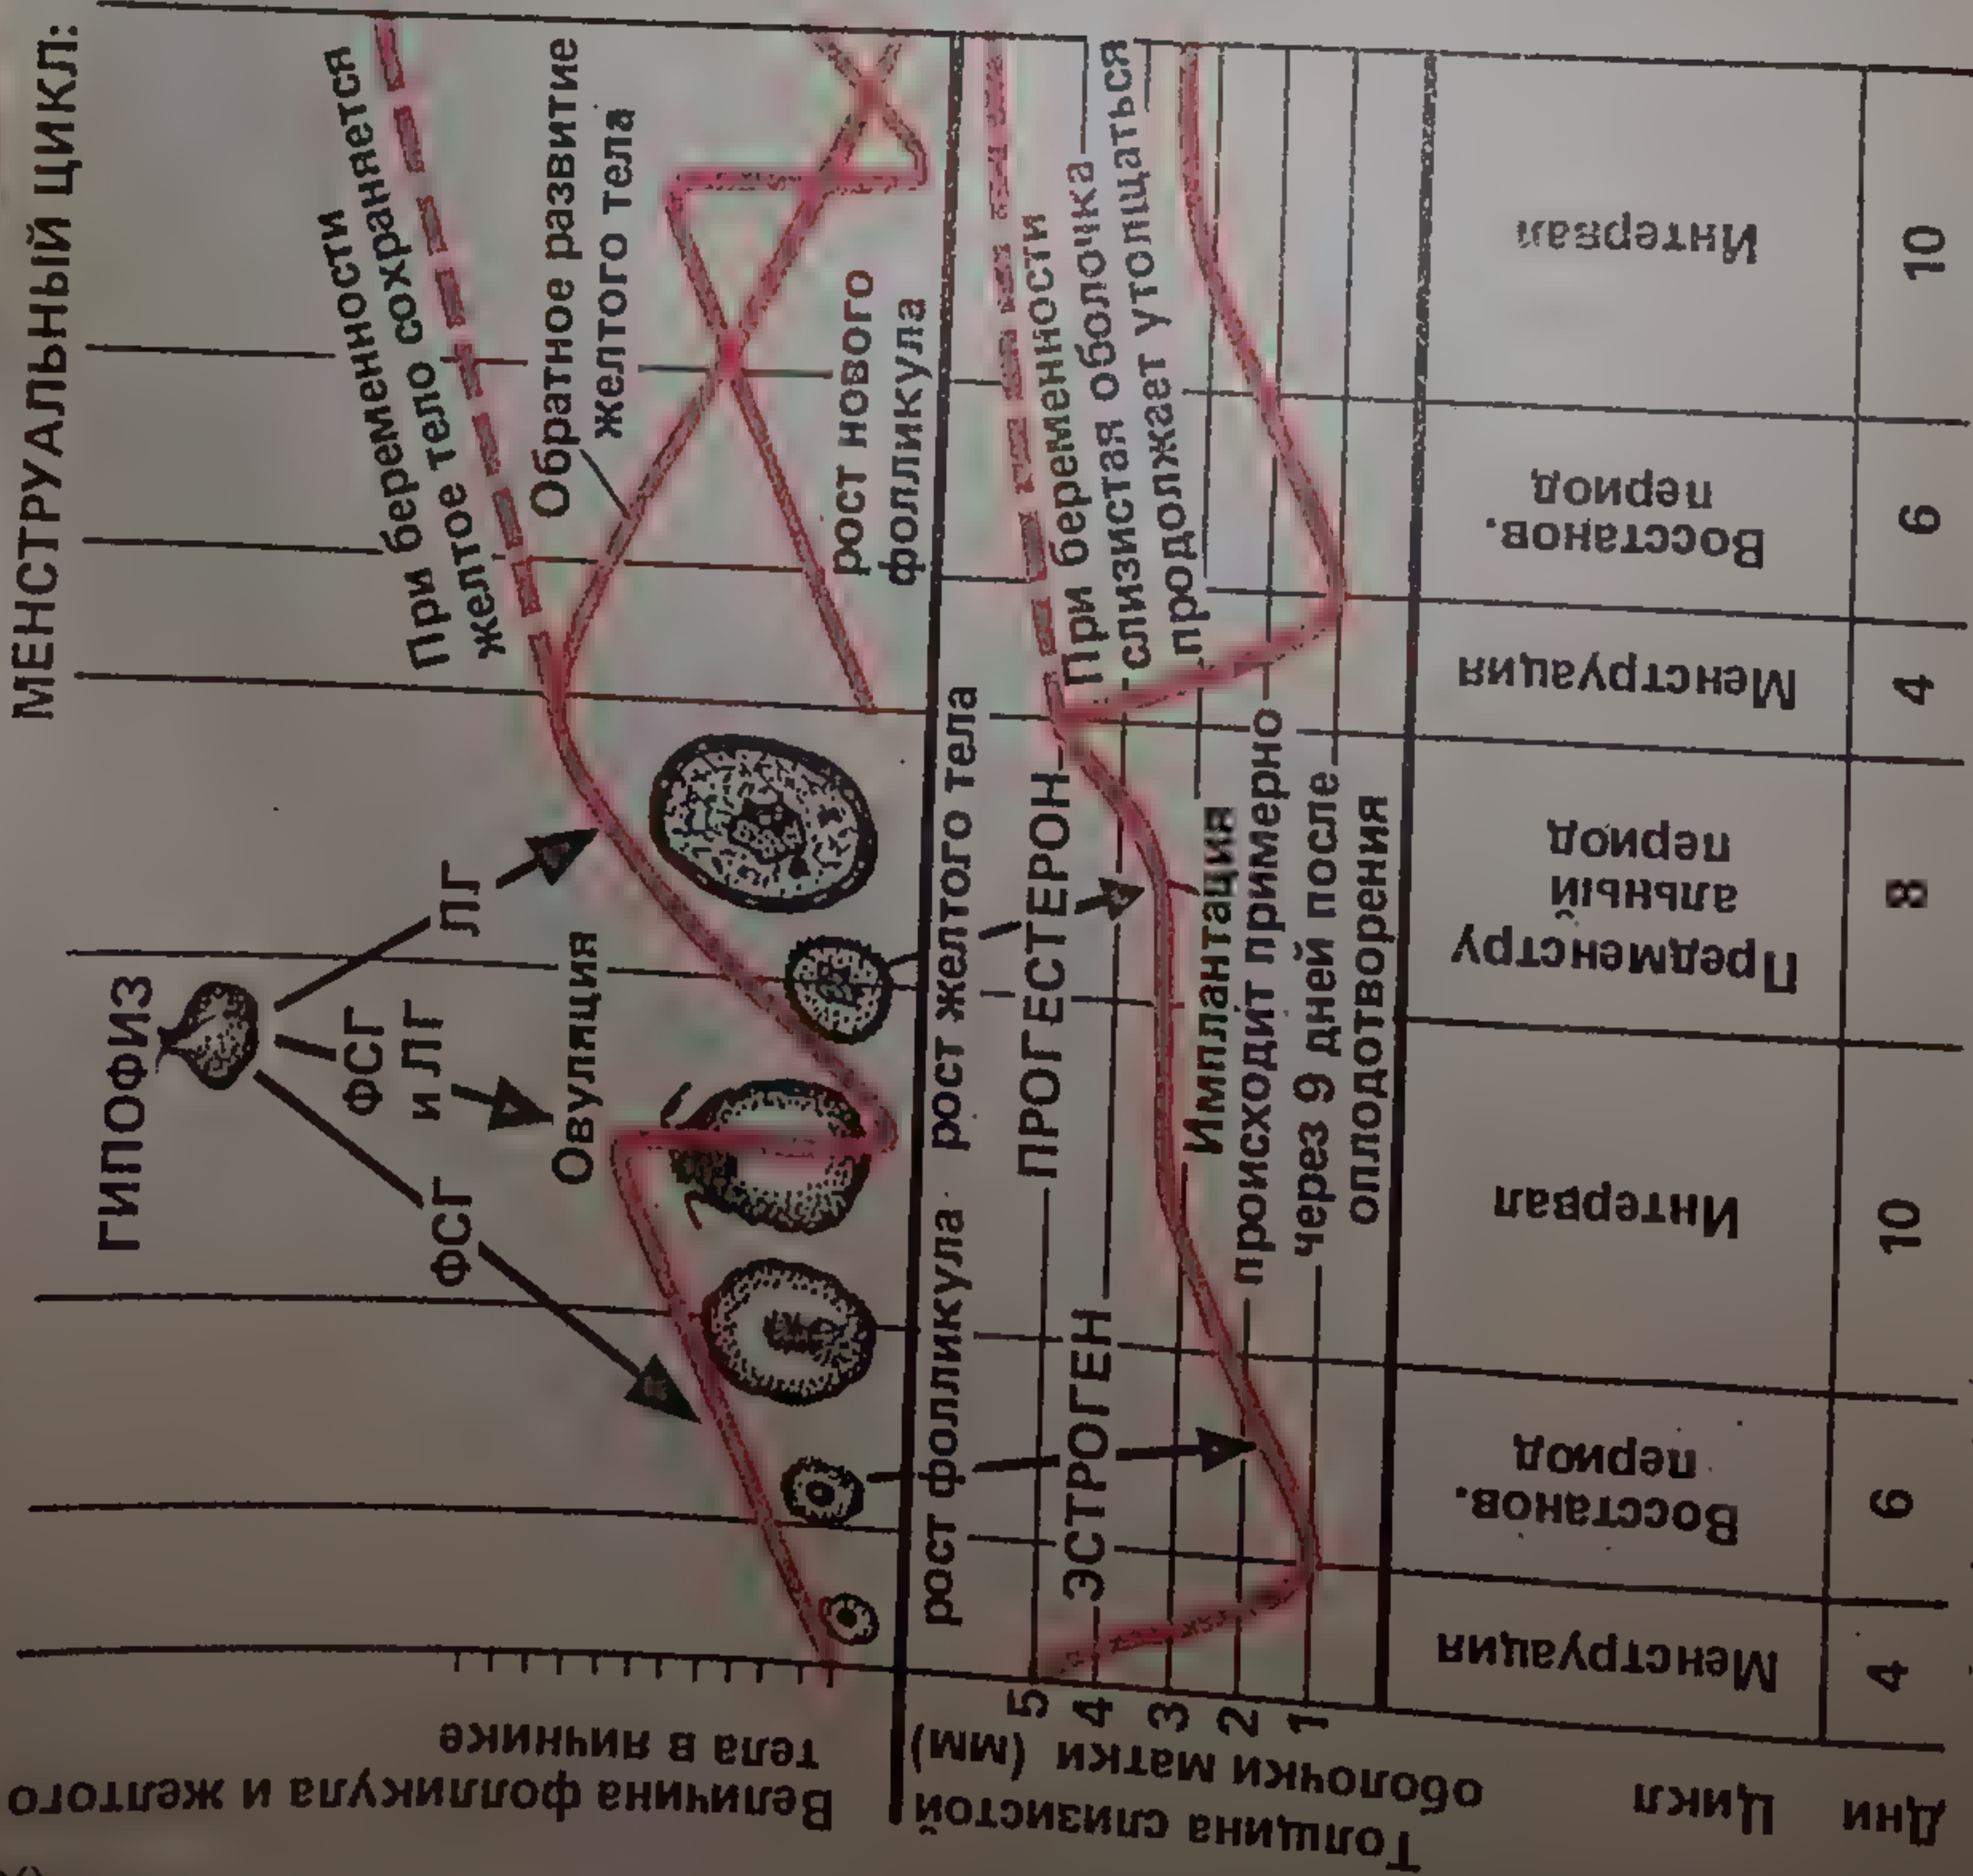 МЕНСТРУАЛЬНЫЙ ЦИКЛ:
ГИПОФИЗ
ФСГ
ФСГ
и ЛГ
ЛГ
Овуляция
При беременности
желтое тело сохраняется
Обратное развитие
желтого тела
рост нового
фолликула
Величина фолликула и желтого
тела в яичнике
рост фолликула
рост желтого тела
ЭСТРОГЕН
ПРОГЕСТЕРОН
При беременности
слизистая оболочка
продолжает утолщаться
Имплантация
происходит примерно
через 9 дней после
оплодотворения
Толщина слизистой
оболочки матки (мм)
5
4
3
2
1
Цикл
Менструация
Восстанов.
период
Интервал
Предменстру
альный
период
Менструация
Восстанов.
период
Интервал
Дни
4
6
10
8
4
6
10